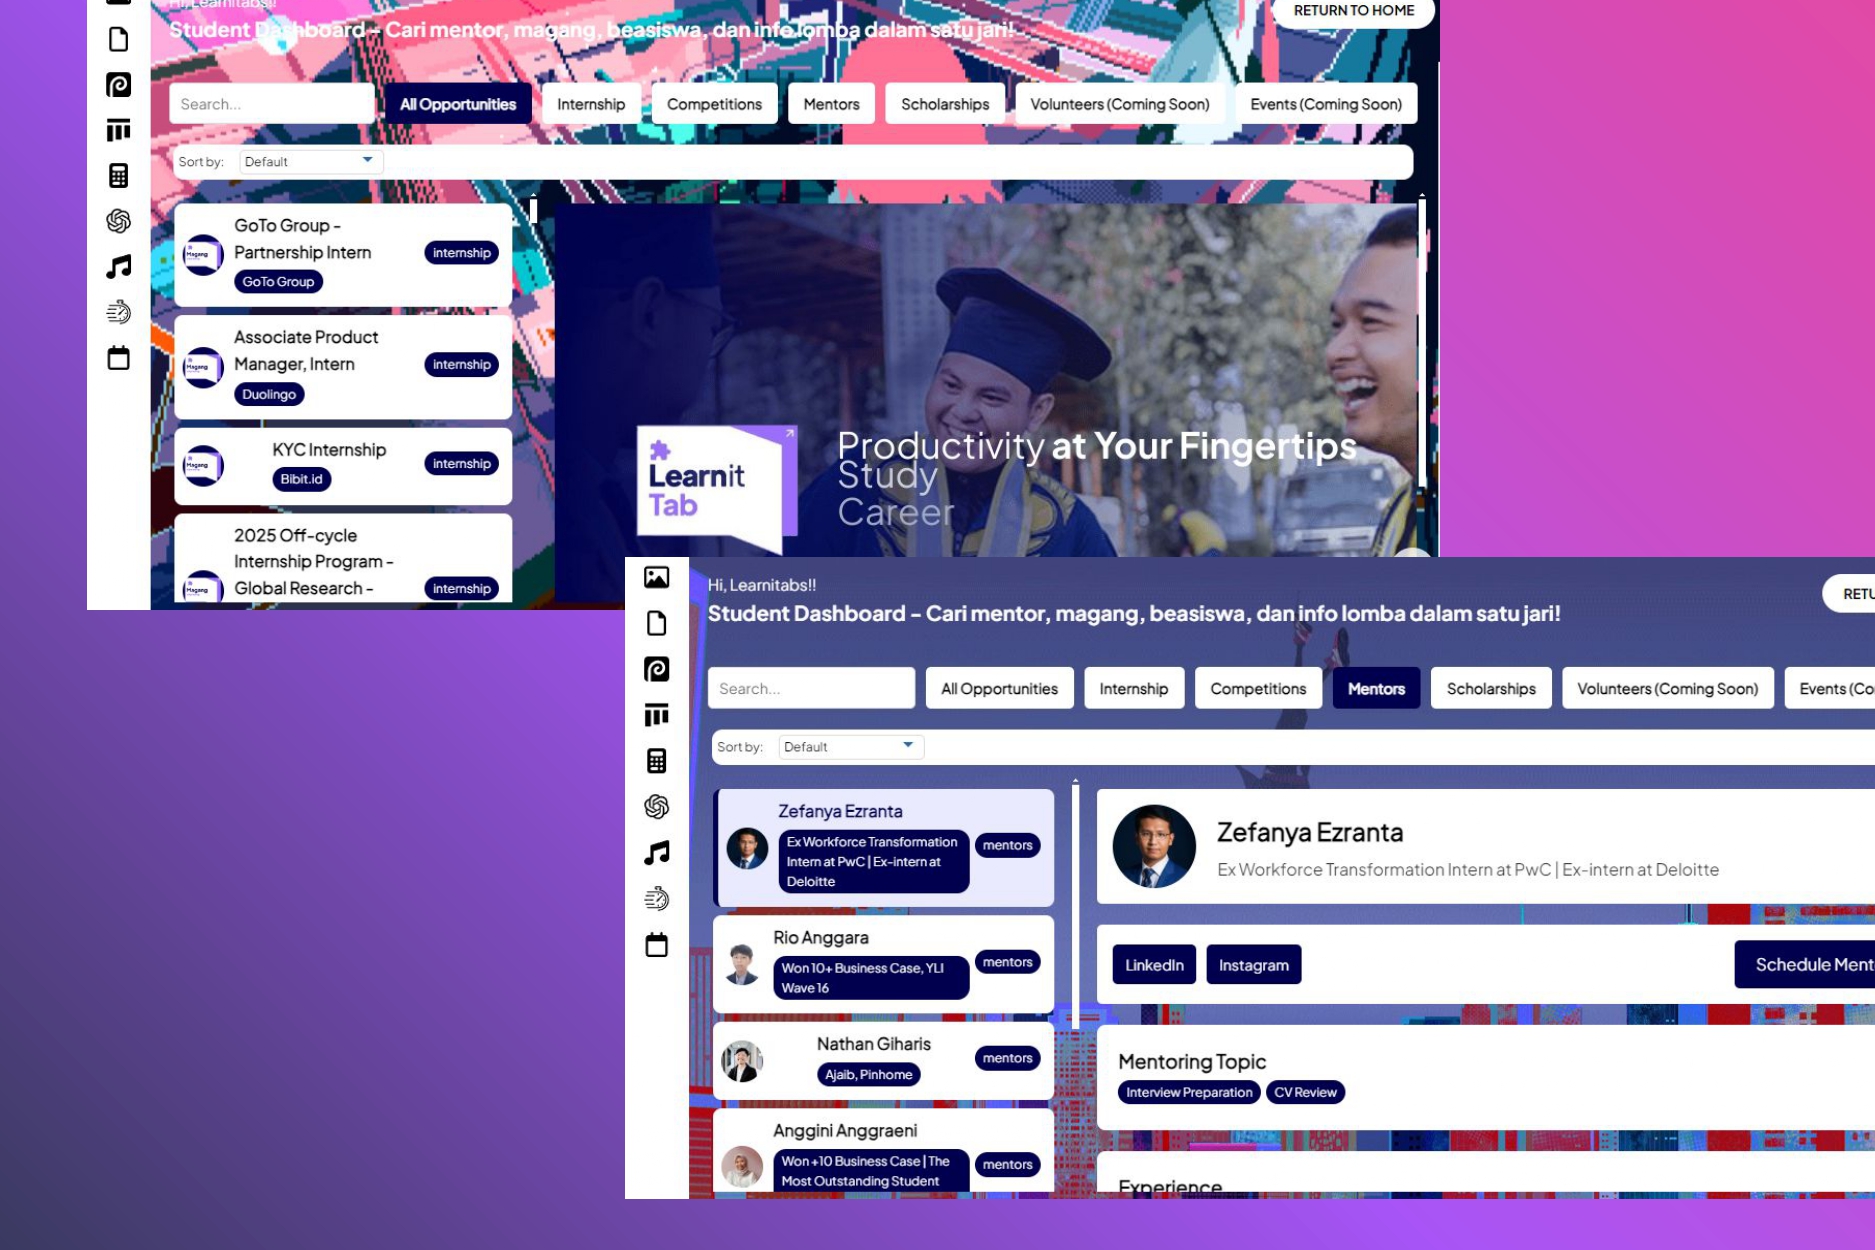 Hi, Learnitabs!!
Student Dashboard - Cari mentor, magang, beasiswa, dan info lomba dalam satu jari!
RETURN TO HOME
Search...
All Opportunities
Internship
Competitions
Mentors
Scholarships
Volunteers (Coming Soon)
Events (Coming Soon)
Sort by:
Default
Magang
GoTo Group -
Partnership Intern
GoTo Group
internship
Magang
Associate Product
Manager, Intern
Duolingo
internship
Magang
KYC Internship
Bibit.id
internship
Magang
2025 Off-cycle
Internship Program -
Global Research -
internship
Learnit
Tab
Productivity at Your Fingertips
Study
Career
Hi, Learnitabs!!
Student Dashboard - Cari mentor, magang, beasiswa, dan info lomba dalam satu jari!
RETU
Search...
All Opportunities
Internship
Competitions
Mentors
Scholarships
Volunteers (Coming Soon)
Events (Co
Sort by:
Default
Zefanya Ezranta
Ex Workforce Transformation
Intern at PwC | Ex-intern at
Deloitte
mentors
Rio Anggara
Won 10+ Business Case, YLI
Wave 16
mentors
Nathan Giharis
Ajaib, Pinhome
mentors
Anggini Anggraeni
Won +10 Business Case | The
Most Outstanding Student
mentors
Zefanya Ezranta
Ex Workforce Transformation Intern at PwC | Ex-intern at Deloitte
LinkedIn
Instagram
Schedule Ment
Mentoring Topic
Interview Preparation
CV Review
Experience